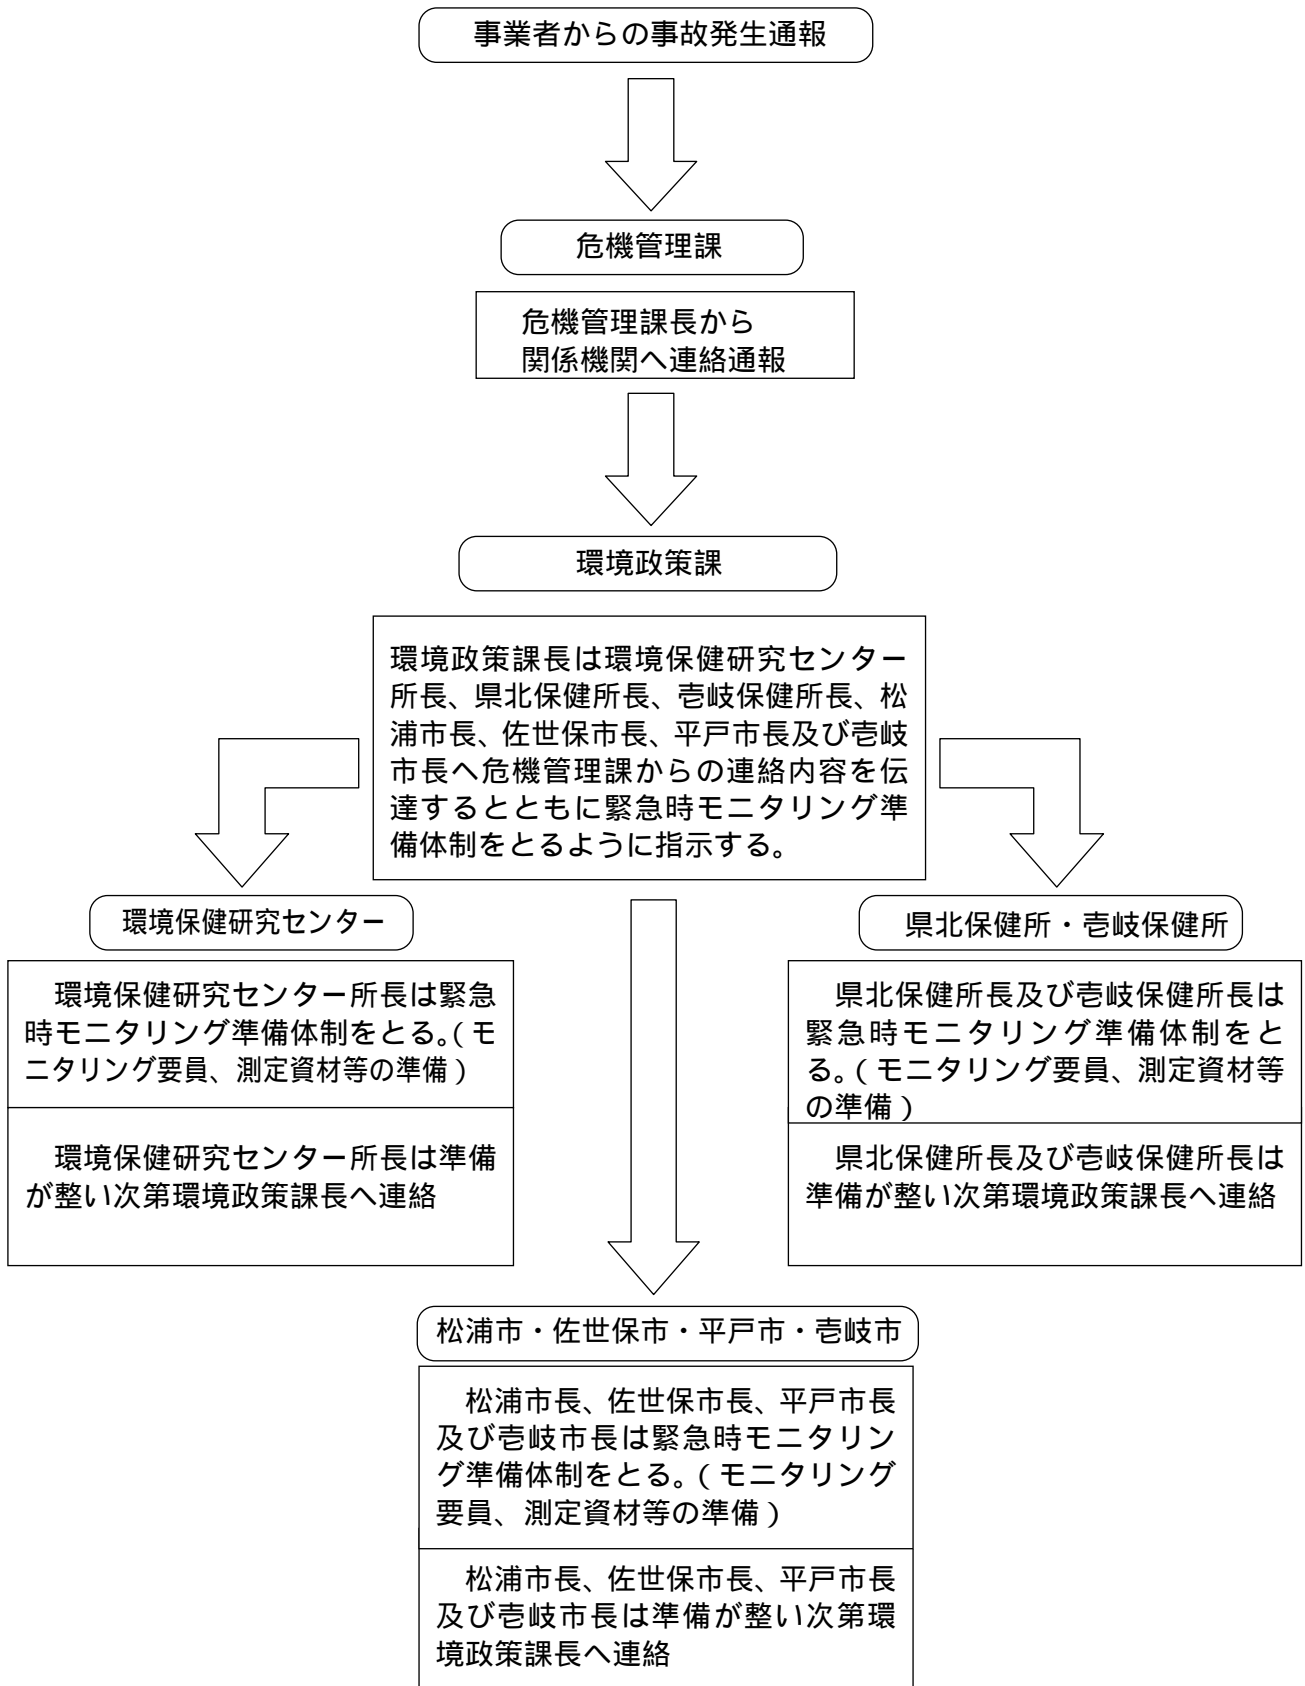 事業者からの事故発生通報
危機管理課
危機管理課長から
関係機関へ連絡通報
環境政策課
環境政策課長は環境保健研究センター
所長、県北保健所長、壱岐保健所長、松
浦市長、佐世保市長、平戸市長及び壱岐
市長へ危機管理課からの連絡内容を伝
達するとともに緊急時モニタリング準
備体制をとるように指示する。
環境保健研究センター
環境保健研究センター所長は緊急
時モニタリング準備体制をとる。（モ
ニタリング要員、測定資材等の準備）
環境保健研究センター所長は準備
が整い次第環境政策課長へ連絡
県北保健所・壱岐保健所
県北保健所長及び壱岐保健所長は
緊急時モニタリング準備体制をと
る。（モニタリング要員、測定資材等
の準備）
県北保健所長及び壱岐保健所長は
準備が整い次第環境政策課長へ連絡
松浦市・佐世保市・平戸市・壱岐市
松浦市長、佐世保市長、平戸市長
及び壱岐市長は緊急時モニタリン
グ準備体制をとる。（モニタリング
要員、測定資材等の準備）
松浦市長、佐世保市長、平戸市長
及び壱岐市長は準備が整い次第環
境政策課長へ連絡